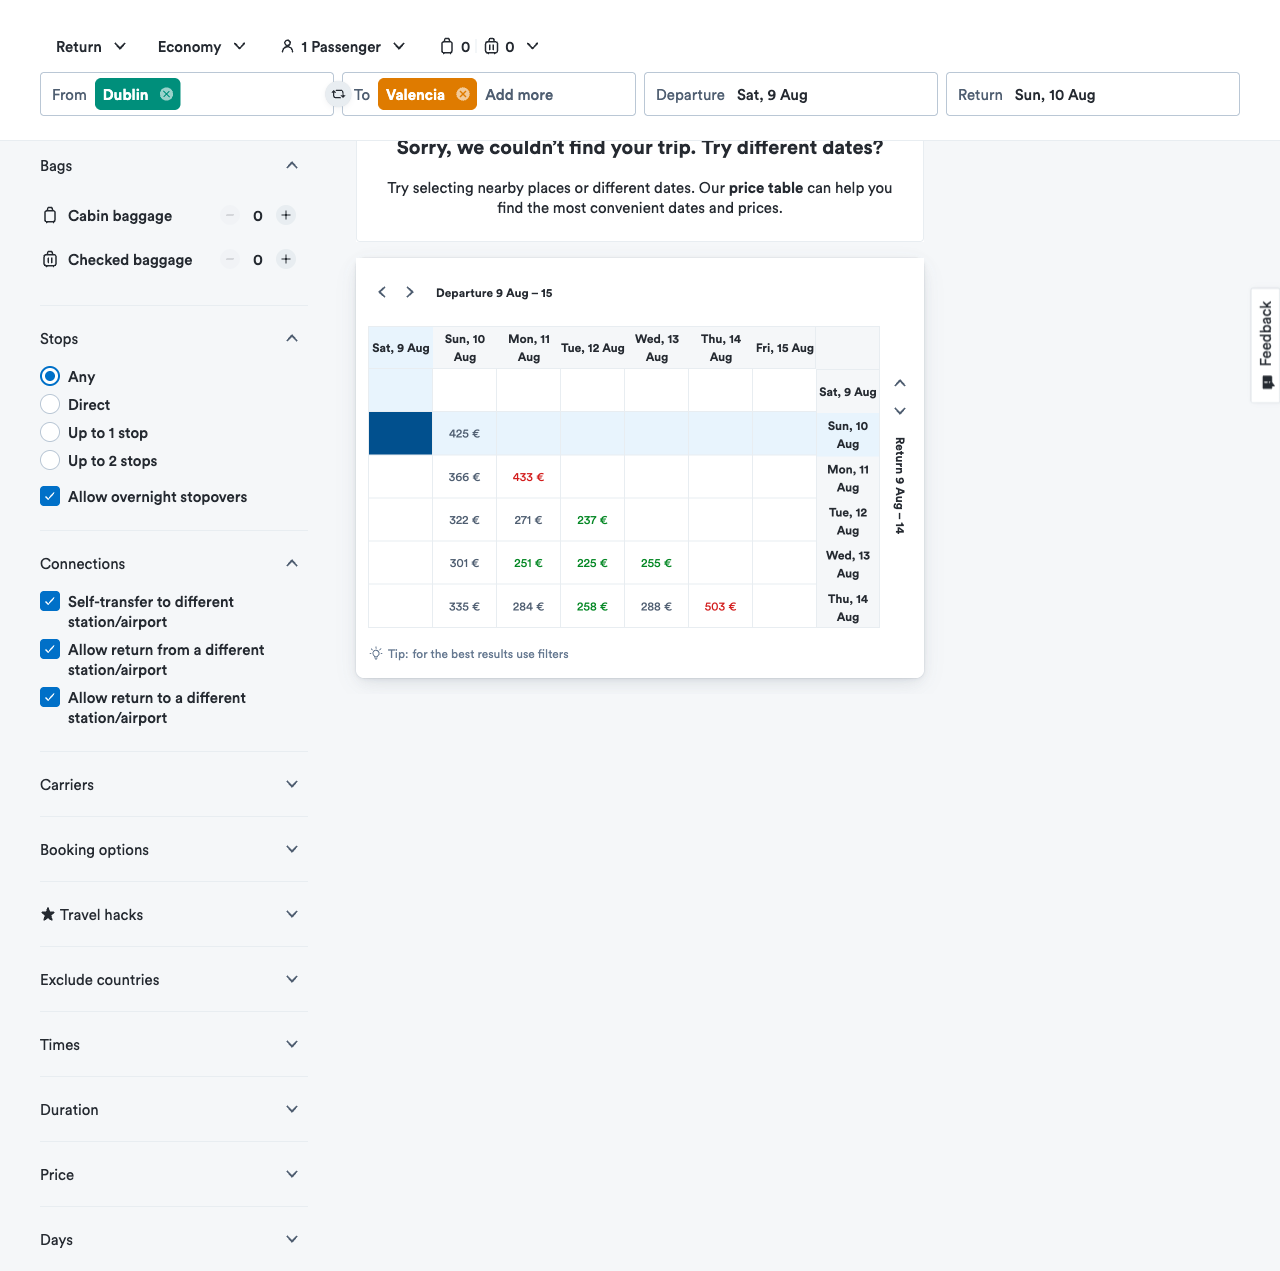 Return
Economy
1 Passenger
0
0
From
Dublin
To
Valencia
Add more
Departure
Sat, 9 Aug
Return
Sun, 10 Aug
Bags
Cabin baggage
0
Checked baggage
0
Stops
Any
Direct
Up to 1 stop
Up to 2 stops
Allow overnight stopovers
Connections
Self-transfer to different
station/airport
Allow return from a different
station/airport
Allow return to a different
station/airport
Carriers
Booking options
Travel hacks
Exclude countries
Times
Duration
Price
Days
Sorry, we couldn't find your trip. Try different dates?
Try selecting nearby places or different dates. Our price table can help you
find the most convenient dates and prices.
Departure 9 Aug – 15
Sat, 9 Aug
Sun, 10
Aug
Mon, 11
Aug
Tue, 12 Aug
Wed, 13
Aug
Thu, 14
Aug
Fri, 15 Aug
Sat, 9 Aug
425 €
Sun, 10
Aug
366 €
433 €
Mon, 11
Aug
322 €
271 €
237 €
Tue, 12
Aug
301 €
251 €
225 €
255 €
Wed, 13
Aug
335 €
284 €
258 €
288 €
503 €
Thu, 14
Aug
Return 9 Aug – 14
Tip: for the best results use filters
Feedback